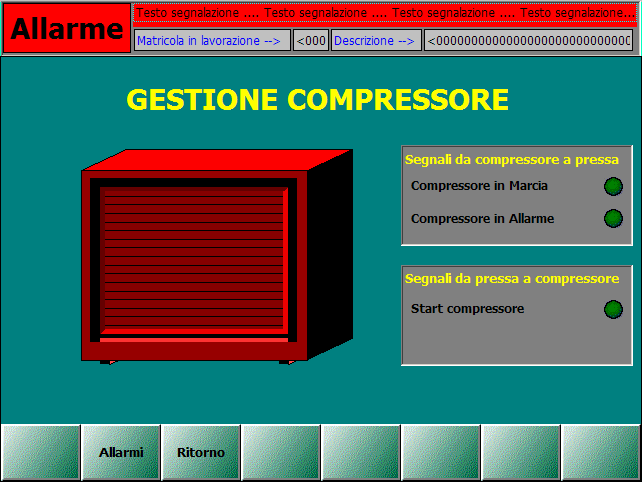 Allarme
Testo segnalazione .... Testo segnalazione .... Testo segnalazione .... Testo segnalazione...
Matricola in lavorazione --> <000 Descrizione --> <000000000000000000000000000
GESTIONE COMPRESSORE
Segnali da compressore a pressa
Compressore in Marcia
Compressore in Allarme
Segnali da pressa a compressore
Start compressore
Allarmi Ritorno